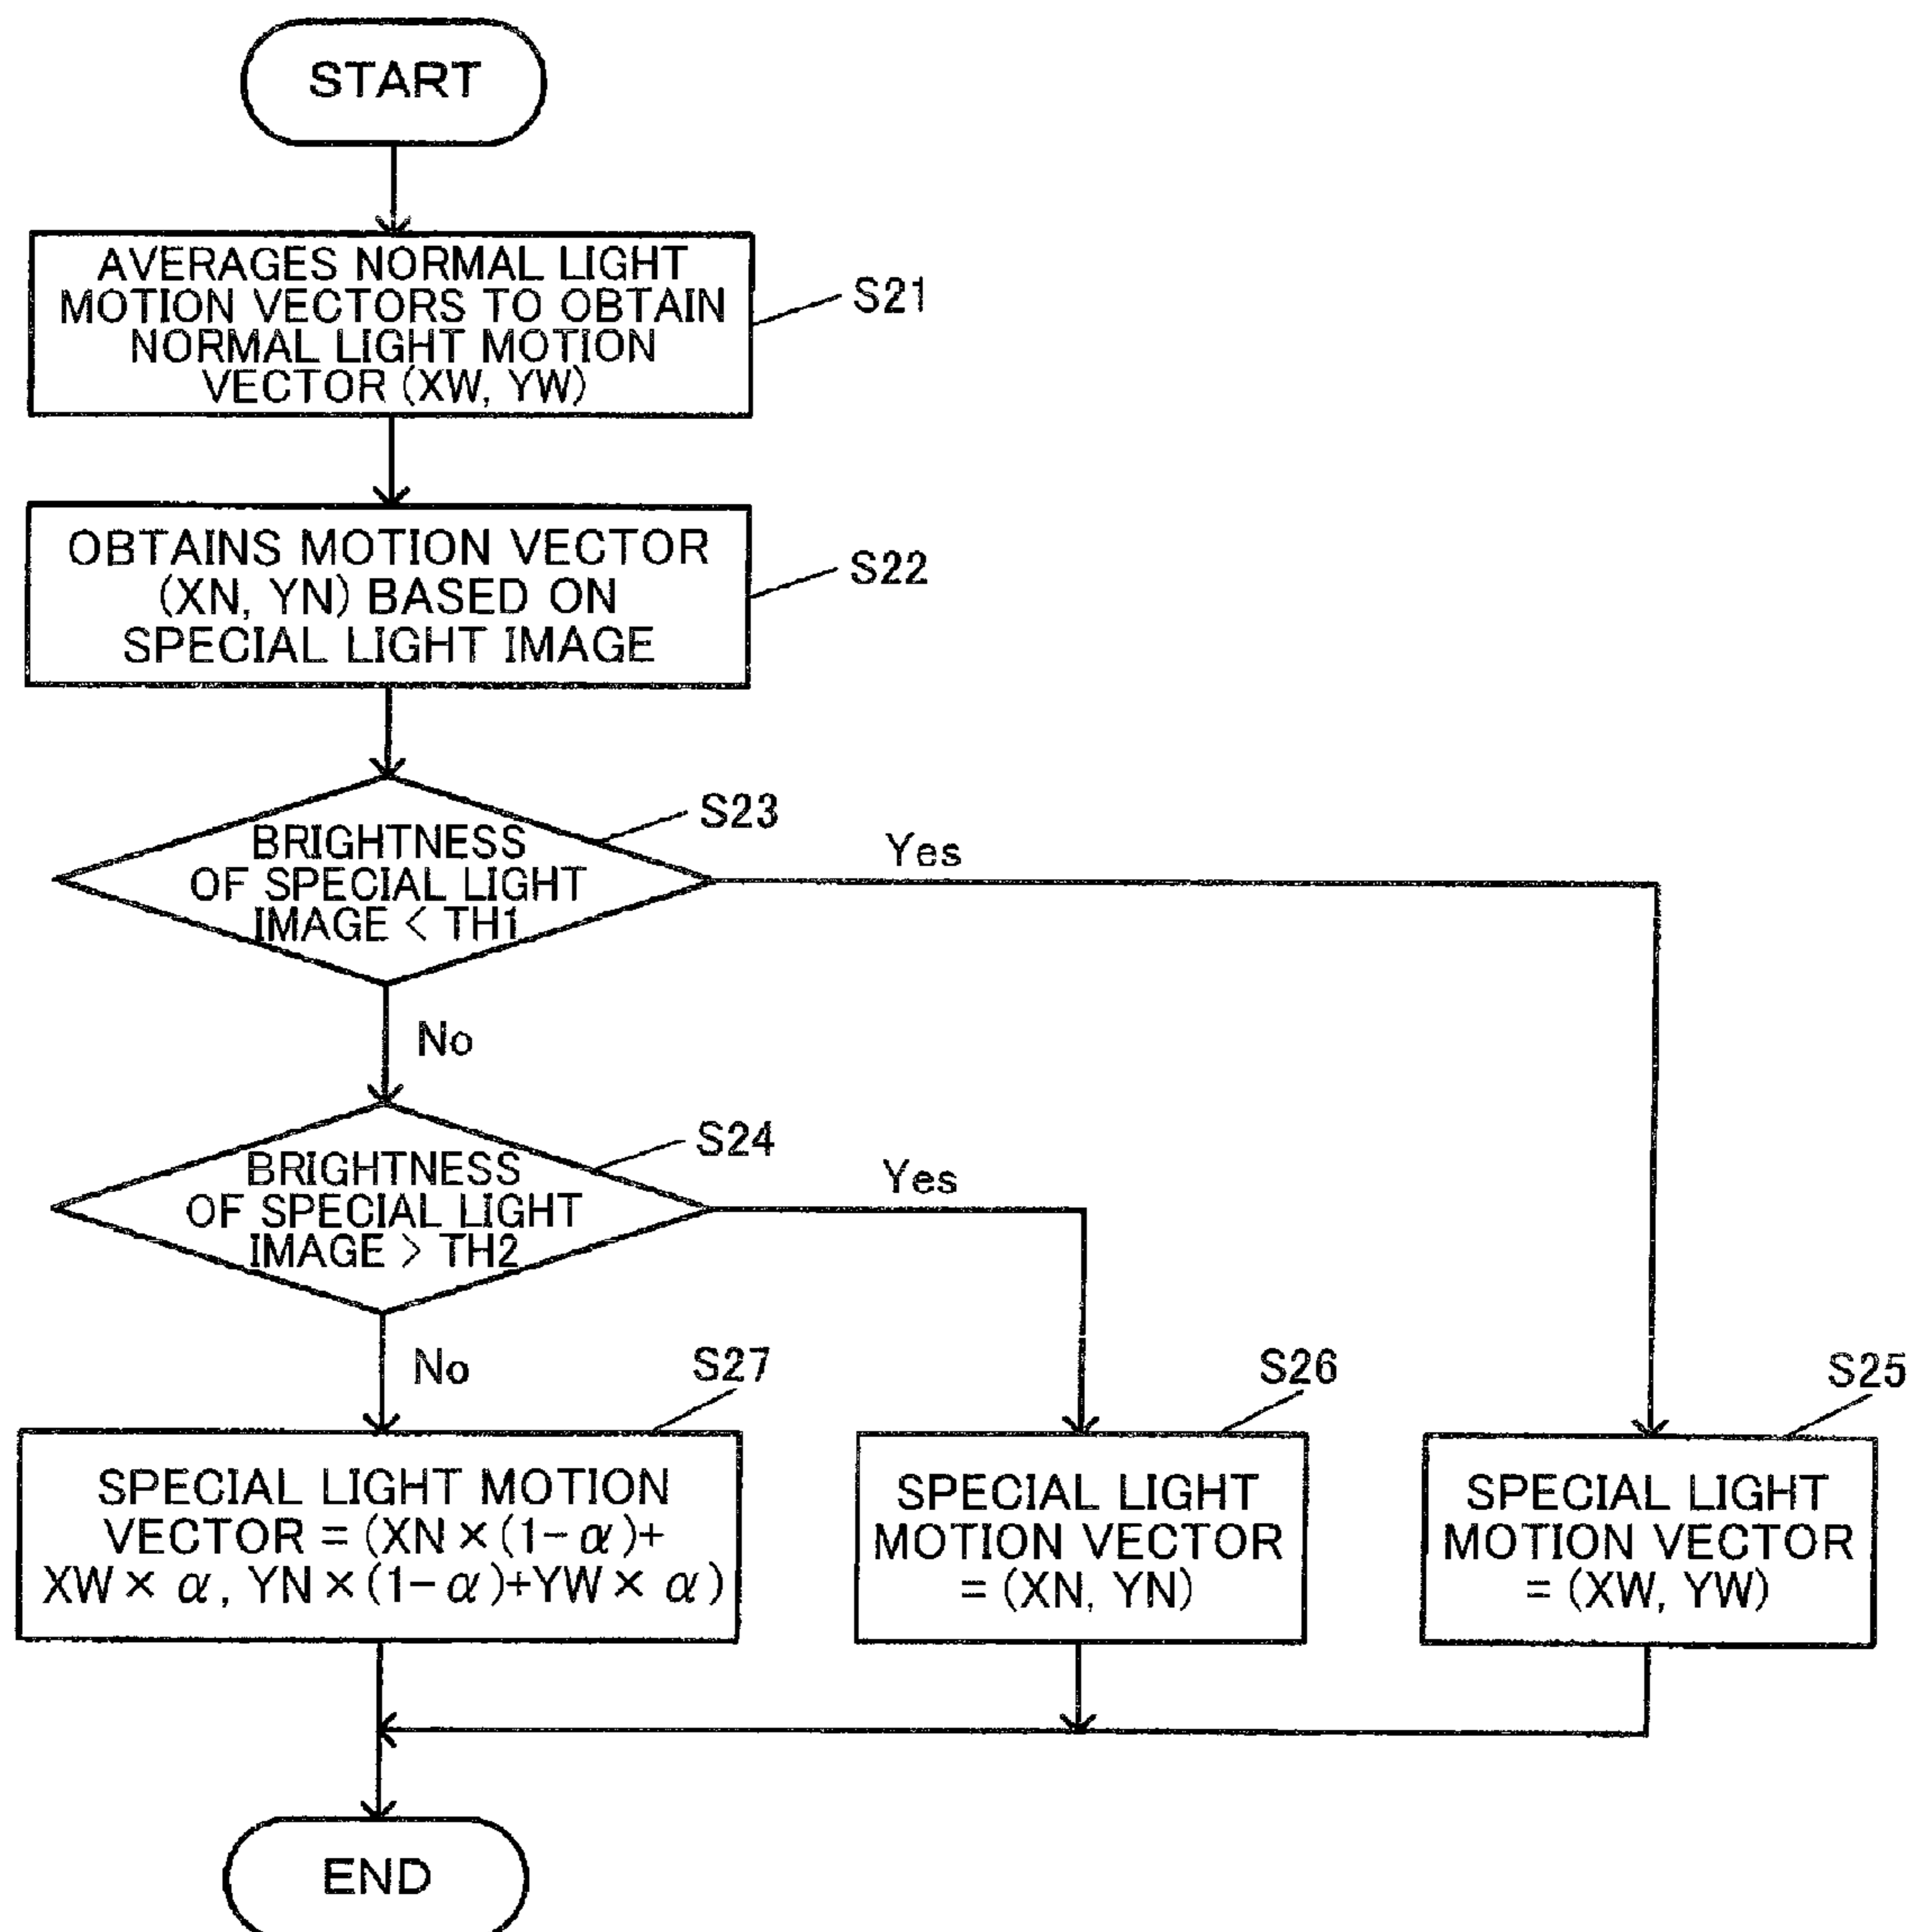 START
AVERAGES NORMAL LIGHT
MOTION VECTORS TO OBTAIN
NORMAL LIGHT MOTION
VECTOR (XW, YW)
S21
OBTAINS MOTION VECTOR
(XN, YN) BASED ON
SPECIAL LIGHT IMAGE
S22
BRIGHTNESS
OF SPECIAL LIGHT
IMAGE < TH1
S23
Yes
No
BRIGHTNESS
OF SPECIAL LIGHT
IMAGE > TH2
S24
Yes
No
S27
SPECIAL LIGHT MOTION
VECTOR = (XN × (1-α)+
XW × α, YN × (1-α)+YW × α)
S26
SPECIAL LIGHT
MOTION VECTOR
= (XN, YN)
S25
SPECIAL LIGHT
MOTION VECTOR
= (XW, YW)
END